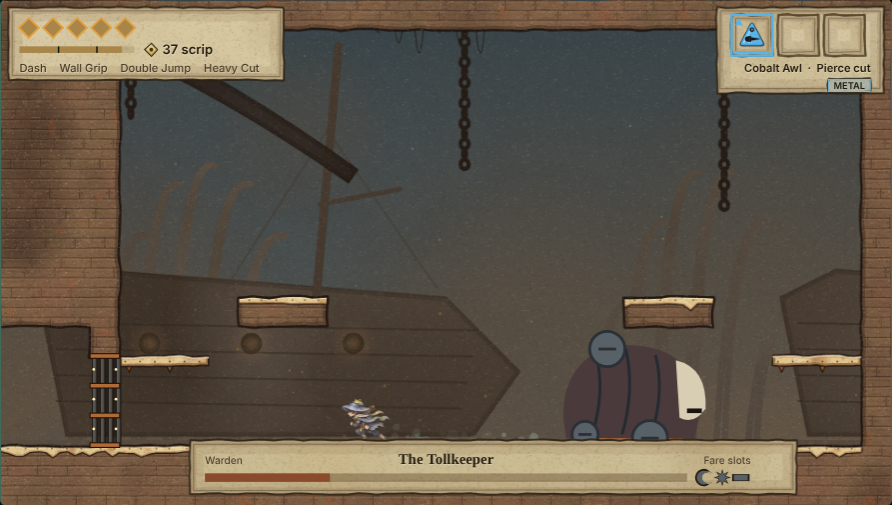 37 scrip
Dash Wall Grip Double Jump Heavy Cut
Cobalt Awl · Pierce cut
METAL
Warden The Tollkeeper Fare slots